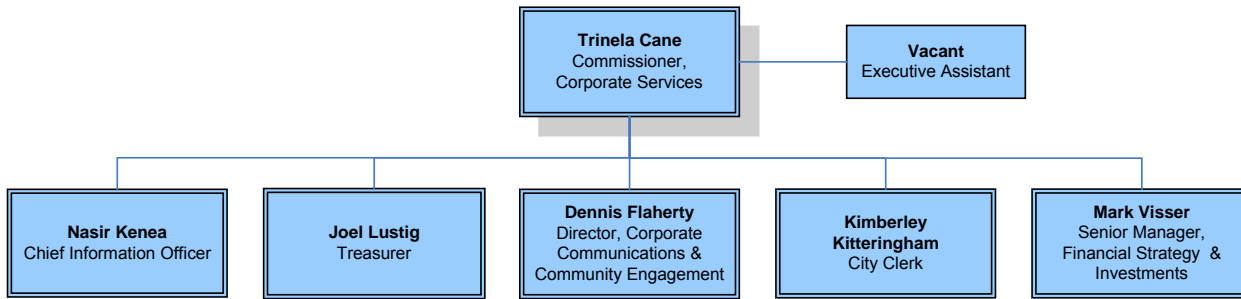 Trinela Cane
Commissioner,
Corporate Services
Vacant
Executive Assistant
Nasir Kenea
Chief Information Officer
Joel Lustig
Treasurer
Dennis Flaherty
Director, Corporate
Communications &
Community Engagement
Kimberley
Kitteringham
City Clerk
Mark Visser
Senior Manager,
Financial Strategy &
Investments